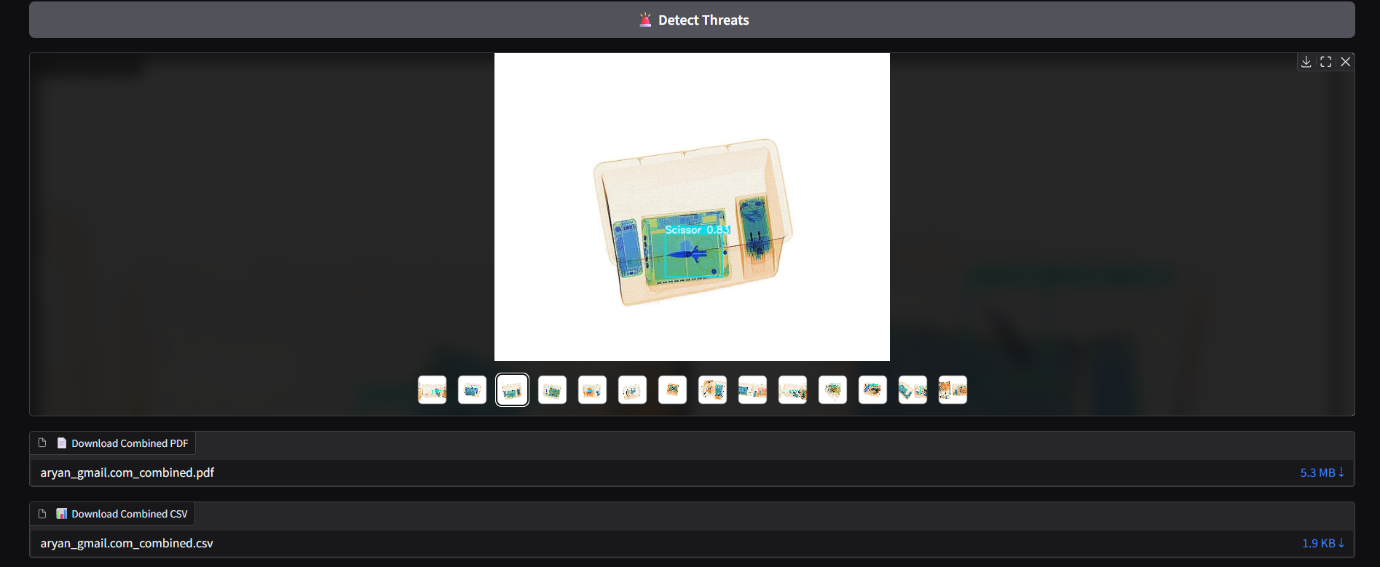 🚨 Detect Threats
Scissor 0.83
📄 Download Combined PDF
aryan_gmail.com_combined.pdf
5.3 MB ↓
📊 Download Combined CSV
aryan_gmail.com_combined.csv
1.9 KB ↓